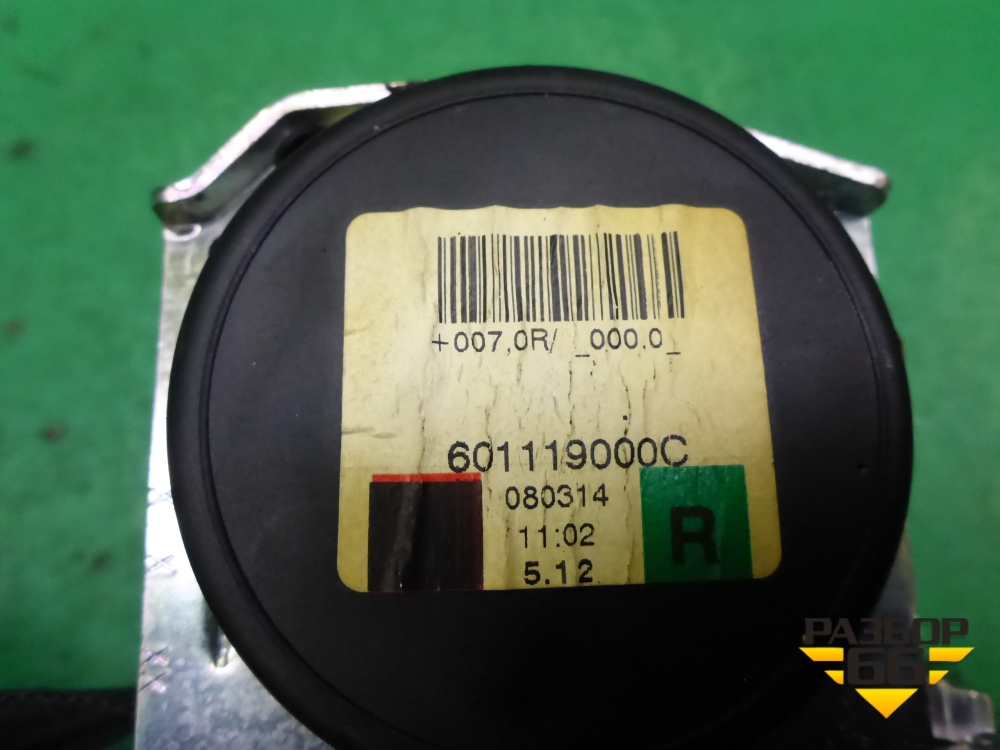 +007,0R/ _000,0_
601119000C
080314
11:02
R
5.12
РАЗБОР
66